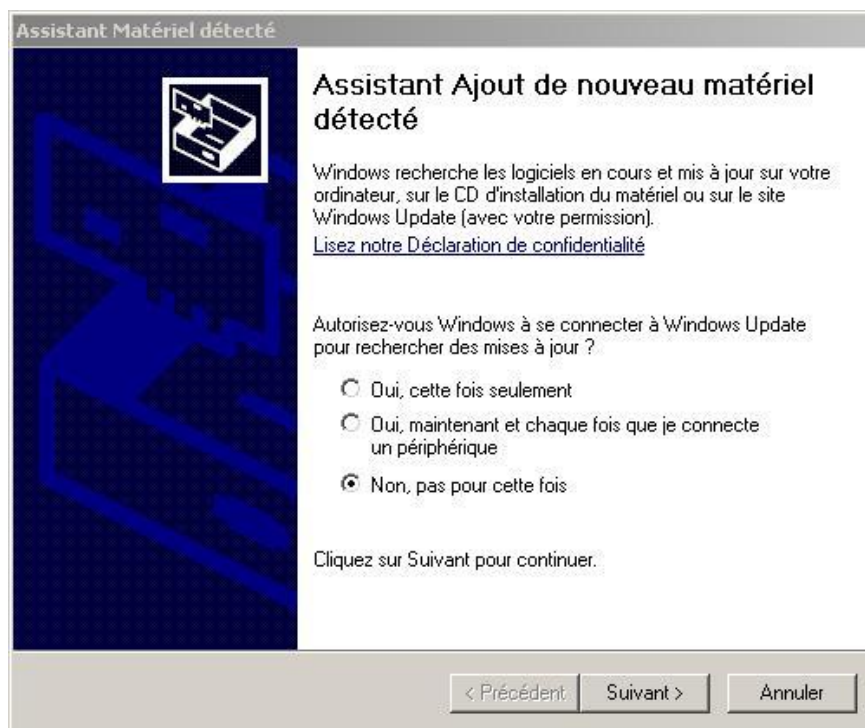 Assistant Matériel détecté
Assistant Ajout de nouveau matériel
détecté
Windows recherche les logiciels en cours et mis à jour sur votre
ordinateur, sur le CD d'installation du matériel ou sur le site
Windows Update (avec votre permission).
Lisez notre Déclaration de confidentialité
Autorisez-vous Windows à se connecter à Windows Update
pour rechercher des mises à jour ?
Oui, cette fois seulement
Oui, maintenant et chaque fois que je connecte
un périphérique
Non, pas pour cette fois
Cliquez sur Suivant pour continuer.
< Précédent
Suivant >
Annuler